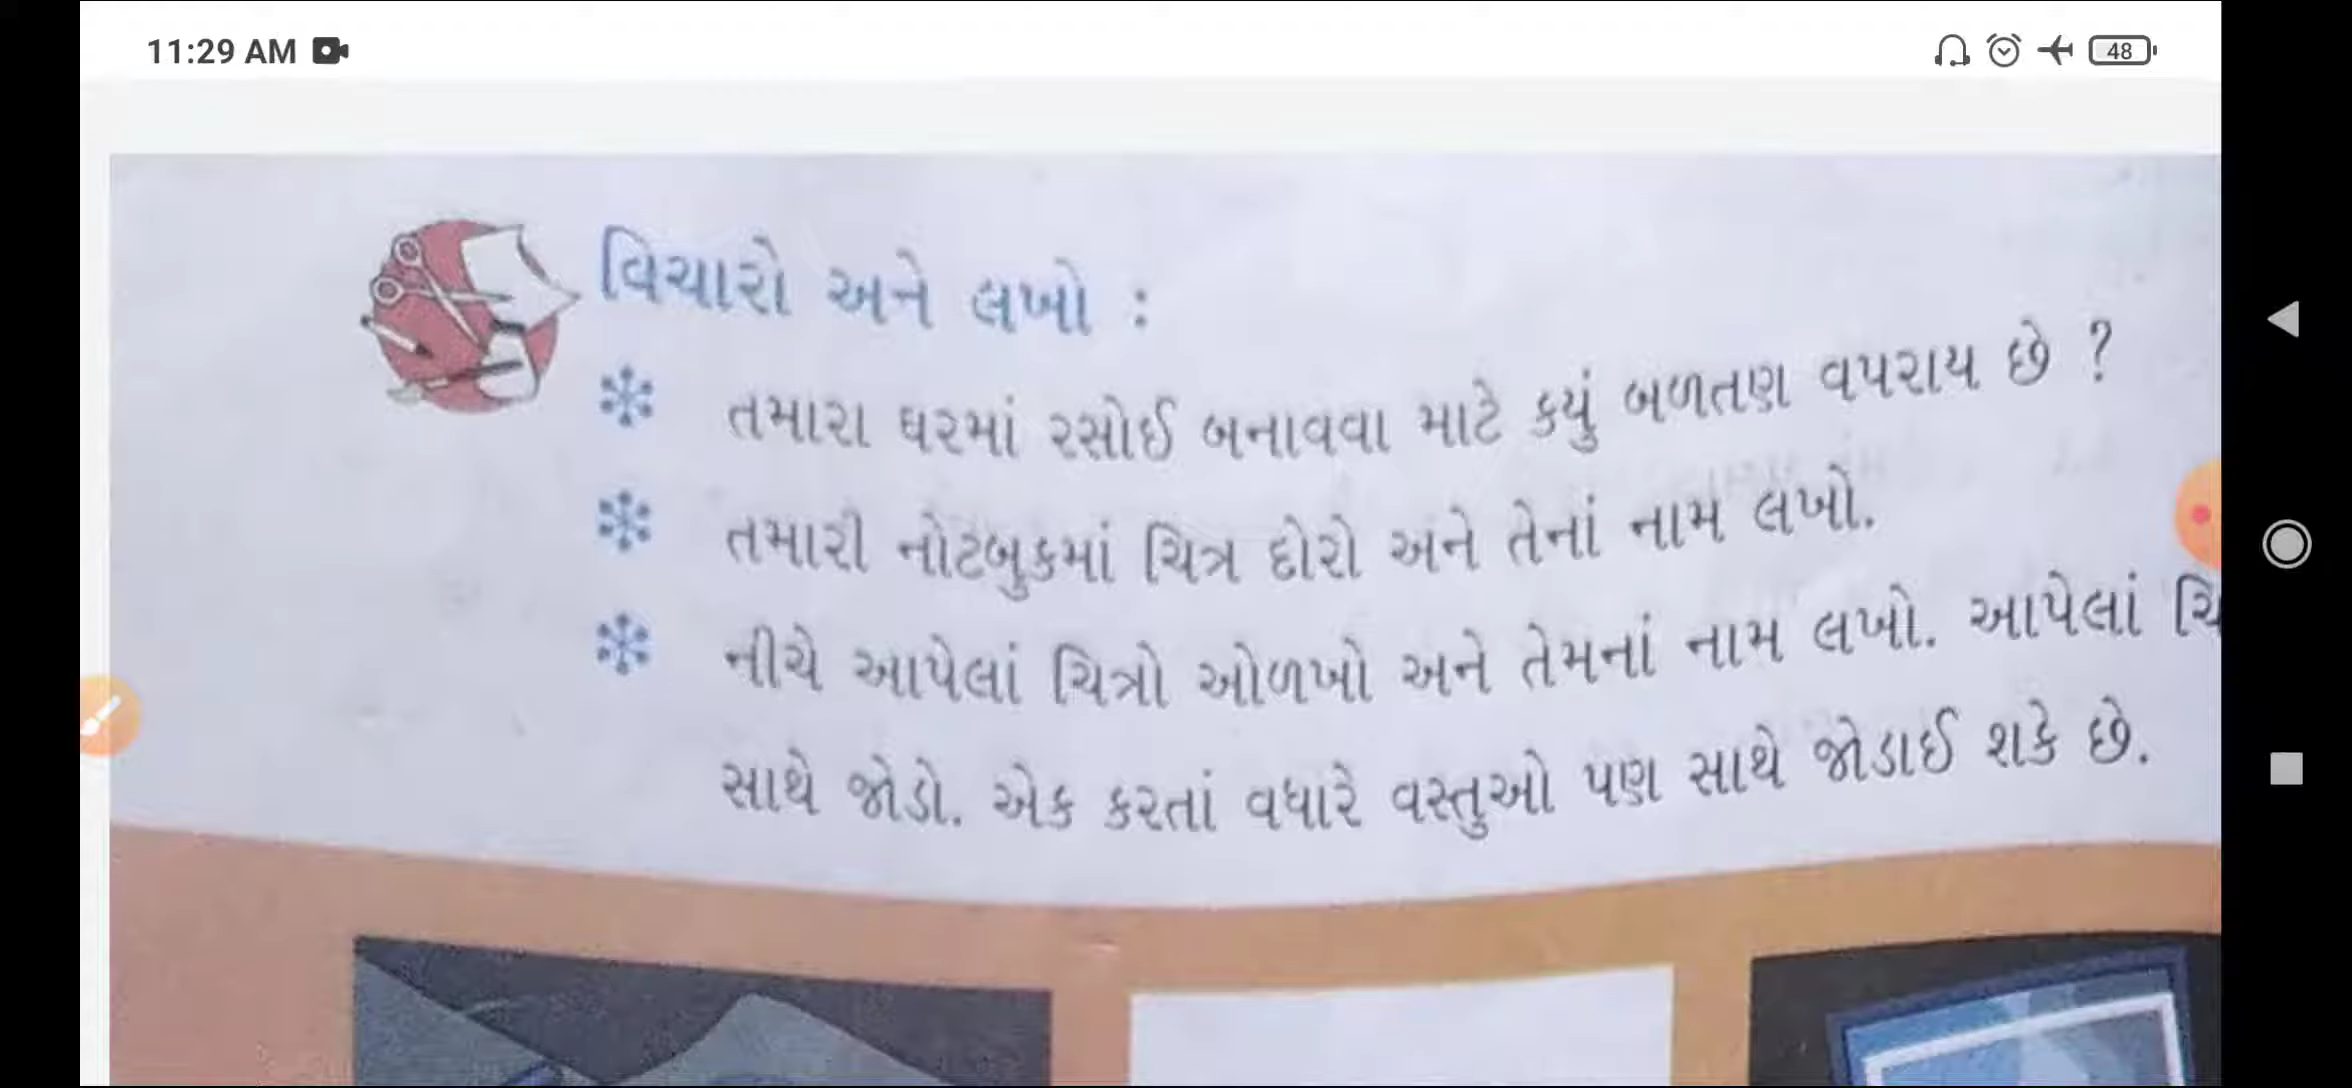 11:29 AM
48
વિચારો અને લખો :
તમારા ઘરમાં રસોઈ બનાવવા માટે કયું બળતણ વપરાય છે ?
તમારી નોટબુકમાં ચિત્ર દોરો અને તેનાં નામ લખો.
નીચે આપેલાં ચિત્રો ઓળખો અને તેમનાં નામ લખો. આપેલાં
સાથે જોડો. એક કરતાં વધારે વસ્તુઓ પણ સાથે જોડાઈ શકે છે.